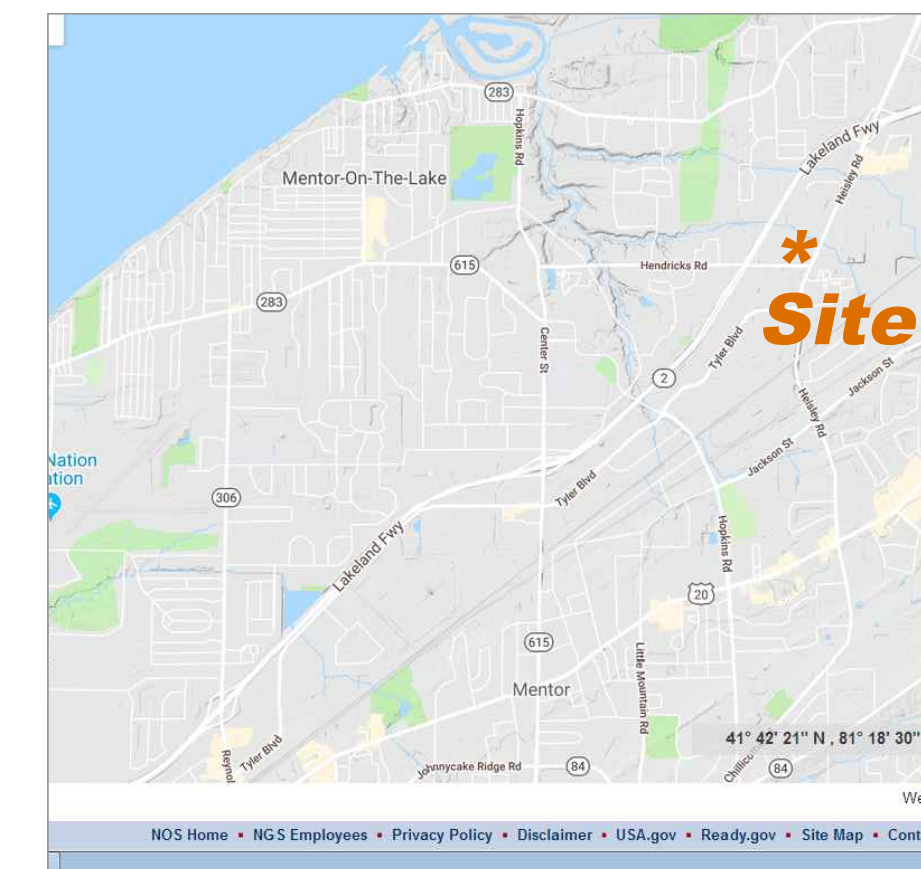 283
Hopkins Rd
Lakeland Fwy
Heisley Rd
Mentor-On-The-Lake
*
615
Hendricks Rd
Site
283
Center St
Tyler Blvd
2
Jackson St
Heisley Rd
Nation
Jackson St
Tyler Blvd
306
Hopkins Rd
Lakeland Fwy
20
615
Little Mountain Rd
Mentor
41° 42' 21" N , 81° 18' 30"
Reynol
Tyler Blvd
Johnnycake Ridge Rd
84
84
We
NOS Home ▪ NGS Employees ▪ Privacy Policy ▪ Disclaimer ▪ USA.gov ▪ Ready.gov ▪ Site Map ▪ Cont